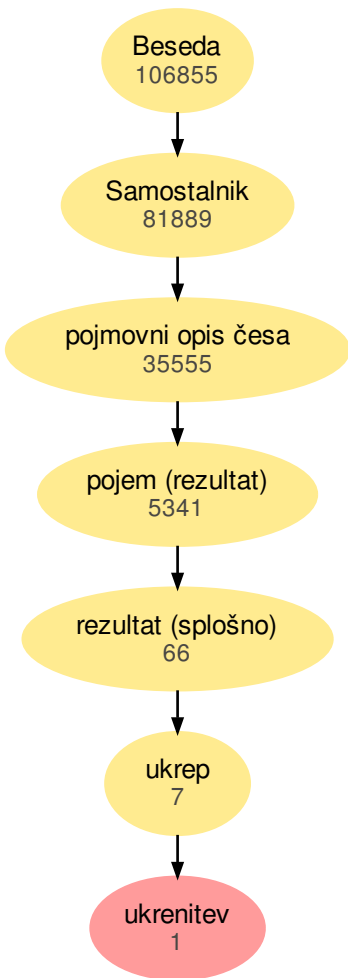 Beseda
106855
Samostalnik
81889
pojmovni opis česa
35555
pojem (rezultat)
5341
rezultat (splošno)
66
ukrep
7
ukrenitev
1